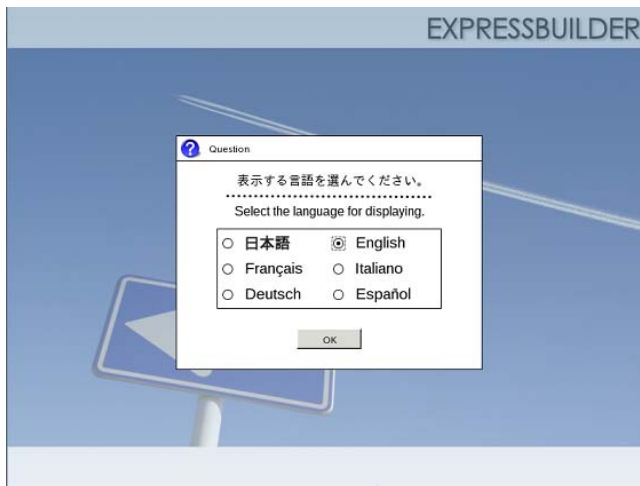 EXPRESSBUILDER
Question
表示する言語を選んでください。
Select the language for displaying.
日本語 English
Français Italiano
Deutsch Español
OK